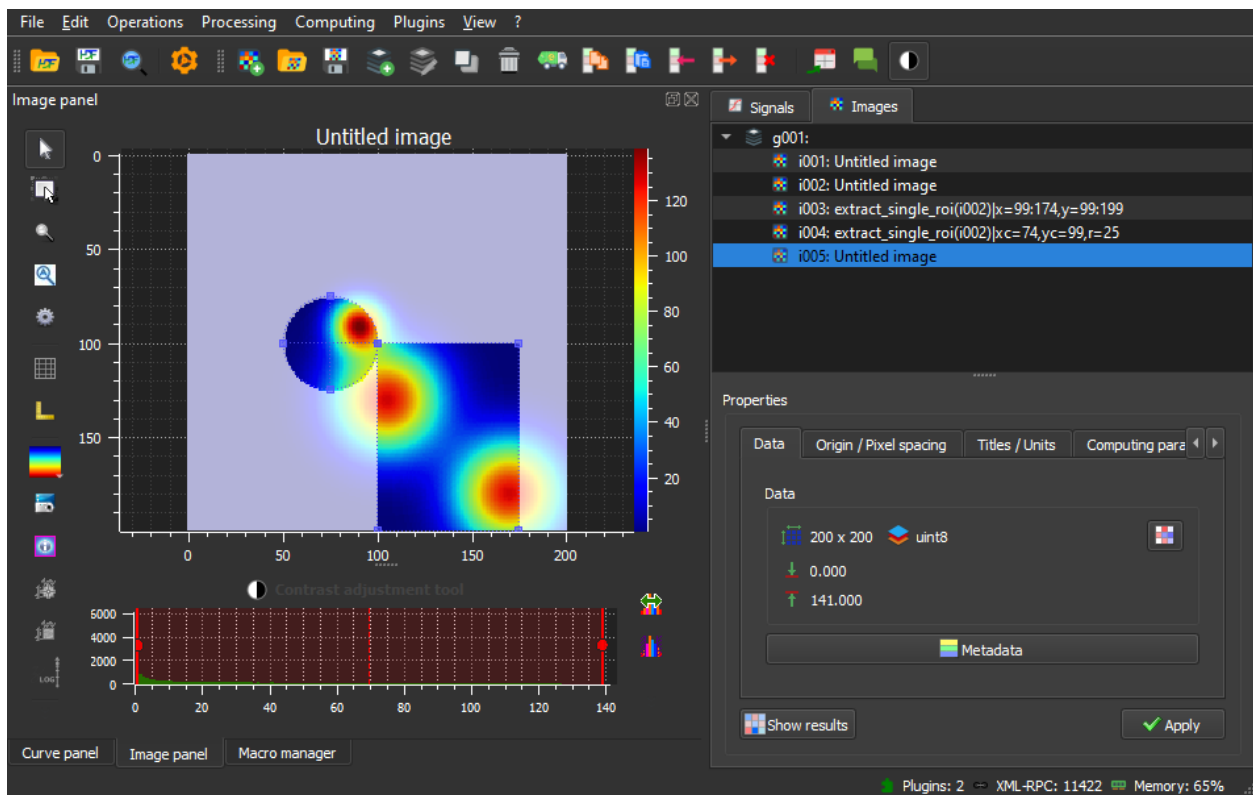 File Edit Operations Processing Computing Plugins View ?
Image panel
Untitled image
0
50
100
150
0 50 100 150 200
120
100
80
60
40
20
Contrast adjustment tool
6000
4000
2000
0
0 20 40 60 80 100 120 140
LOG
Curve panel Image panel Macro manager
Signals Images
g001:
i001: Untitled image
i002: Untitled image
i003: extract_single_roi(i002)|x=99:174,y=99:199
i004: extract_single_roi(i002)|xc=74,yc=99,r=25
i005: Untitled image
Properties
Data Origin / Pixel spacing Titles / Units Computing para
Data
200 x 200 uint8
0.000
141.000
Metadata
Show results Apply
Plugins: 2 XML-RPC: 11422 Memory: 65%